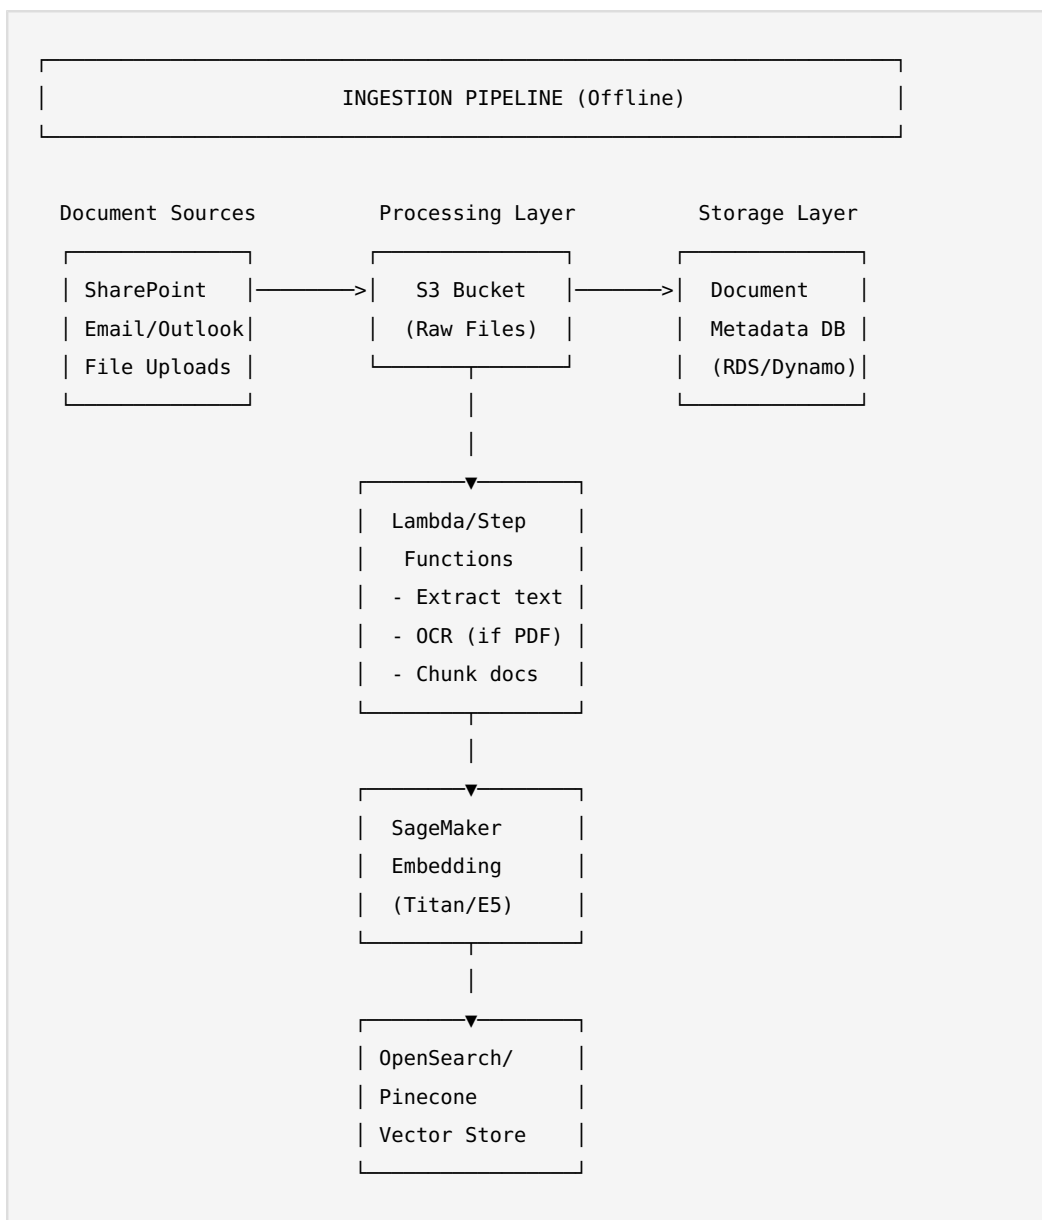 INGESTION PIPELINE (Offline)
Document Sources Processing Layer Storage Layer
SharePoint S3 Bucket Document
Email/Outlook (Raw Files) Metadata DB
File Uploads (RDS/Dynamo)
Lambda/Step
Functions
- Extract text
- OCR (if PDF)
- Chunk docs
SageMaker
Embedding
(Titan/E5)
OpenSearch/
Pinecone
Vector Store